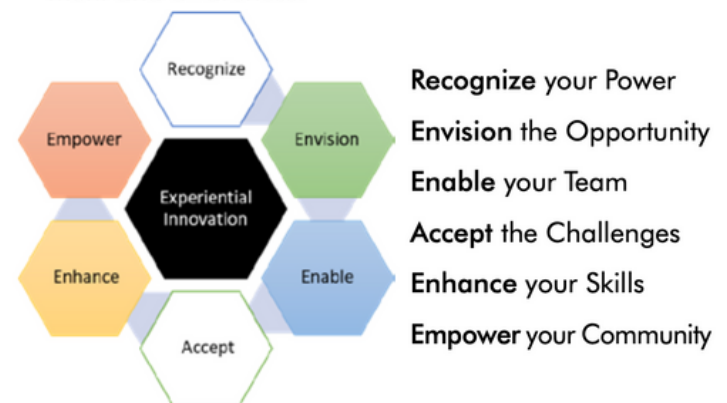 Recognize
Empower
Envision
Experiential
Innovation
Enhance
Enable
Accept
Recognize your Power
Envision the Opportunity
Enable your Team
Accept the Challenges
Enhance your Skills
Empower your Community